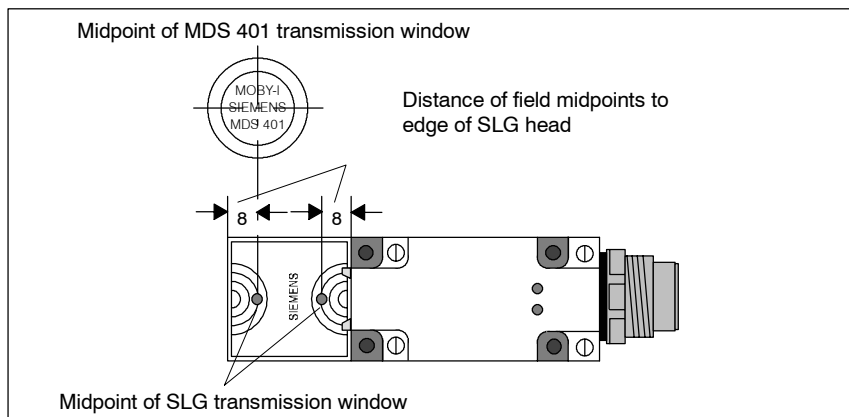 Midpoint of MDS 401 transmission window
MOBY-I
SIEMENS
MDS 401
Distance of field midpoints to
edge of SLG head
8
8
SIEMENS
Midpoint of SLG transmission window